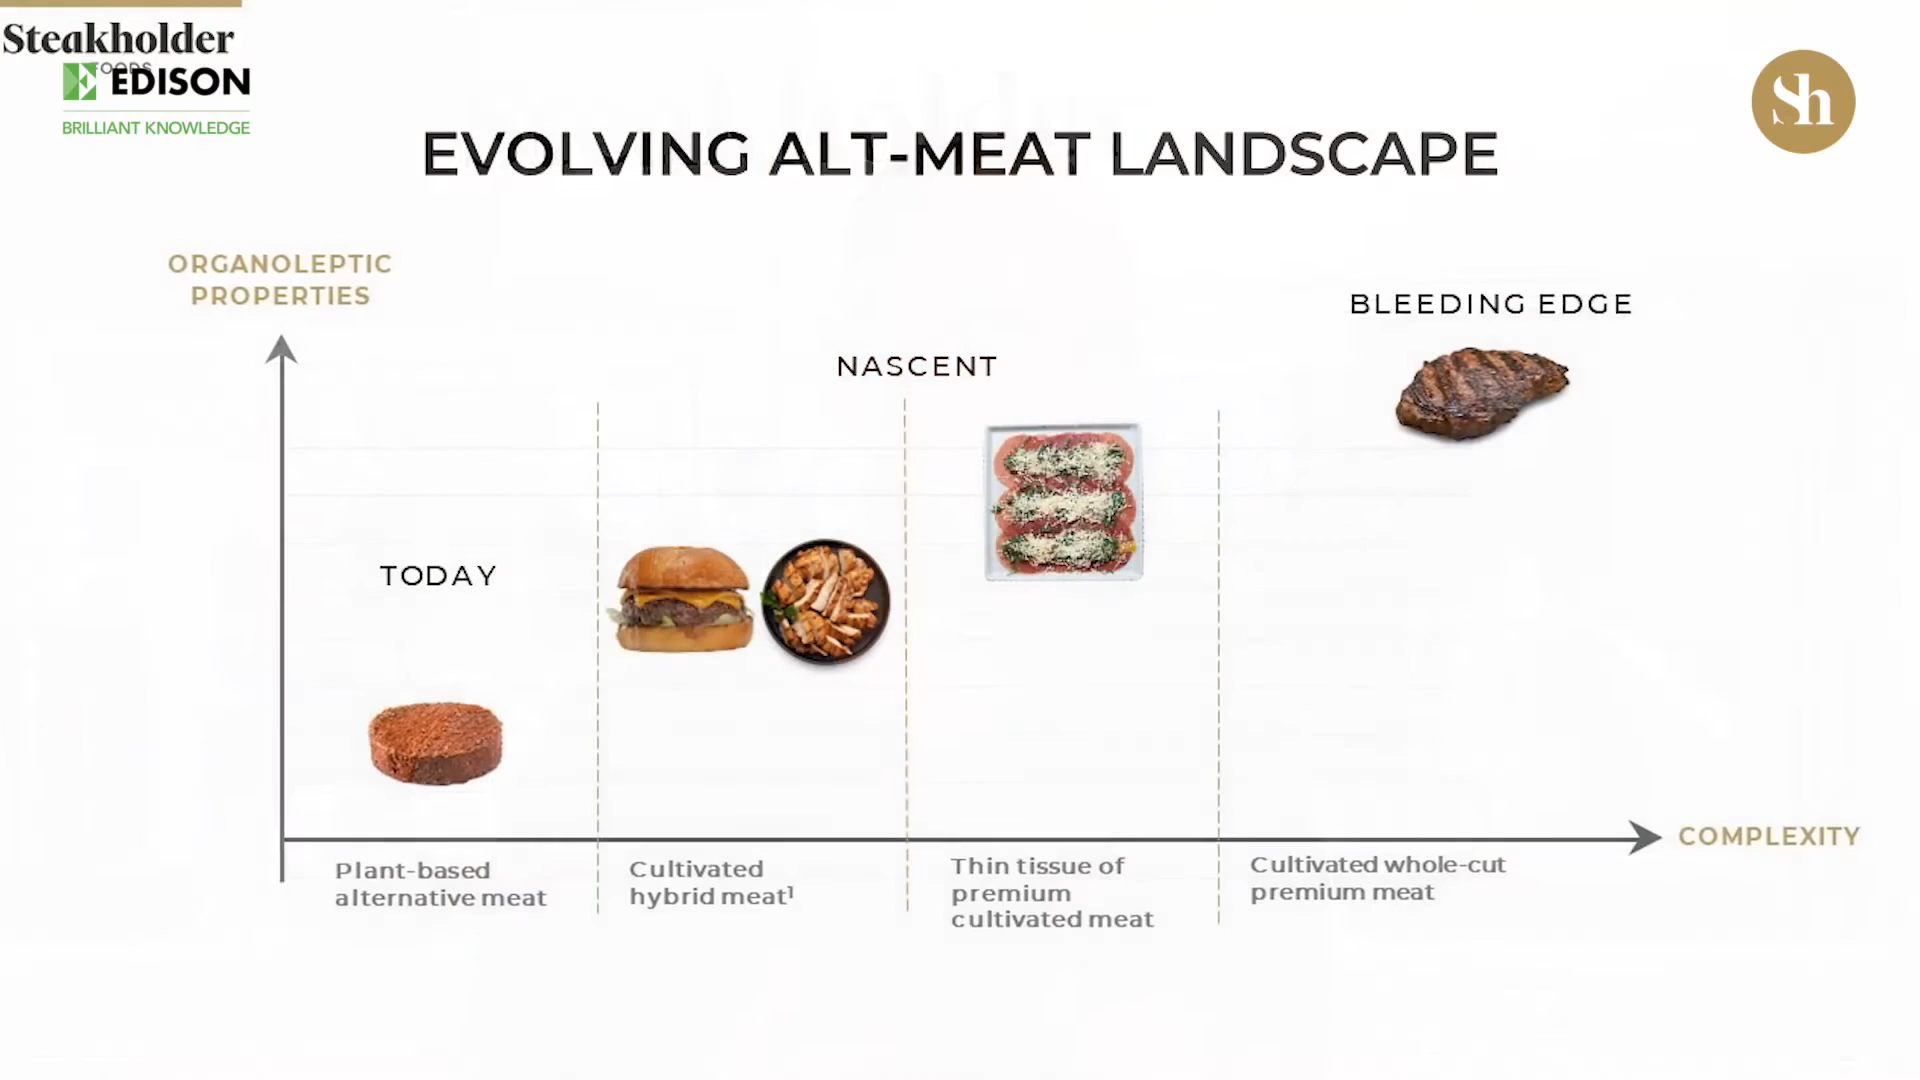 Steakholder
FOODS
EDISON
BRILLIANT KNOWLEDGE
Sh
EVOLVING ALT-MEAT LANDSCAPE
ORGANOLEPTIC
PROPERTIES
BLEEDING EDGE
NASCENT
TODAY
COMPLEXITY
Plant-based
alternative meat
Cultivated
hybrid meat¹
Thin tissue of
premium
cultivated meat
Cultivated whole-cut
premium meat